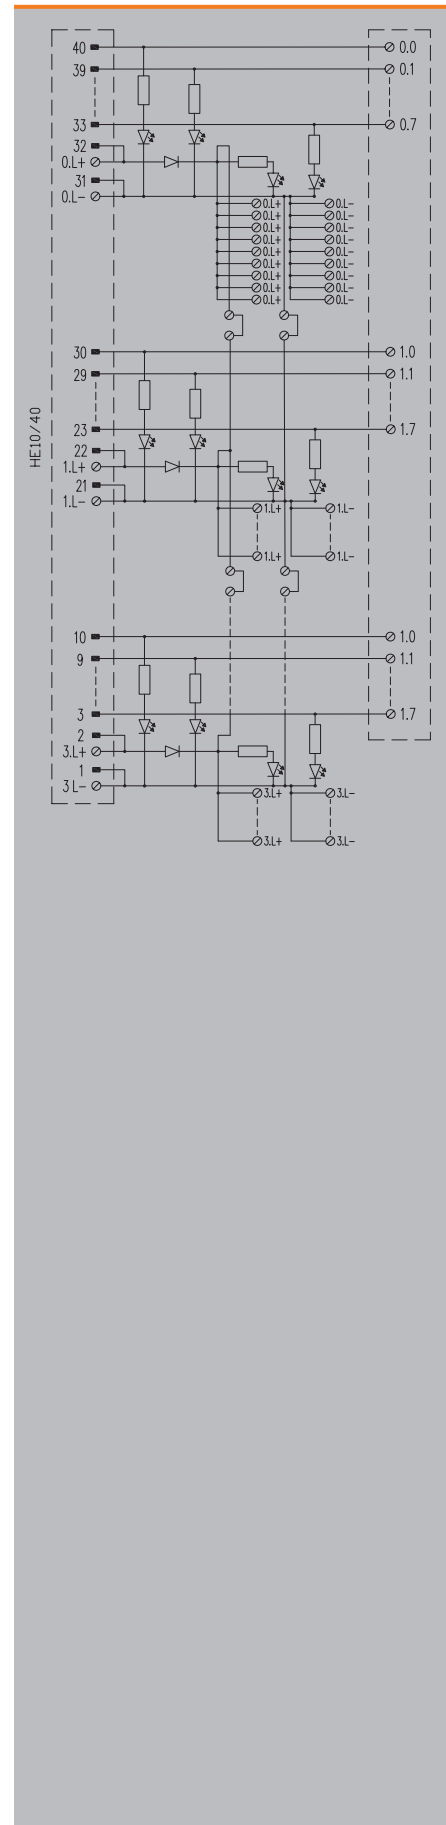 40 0.0
39 0.1
33 0.7
32
0.L+
31
0.L-
0.L+ 0.L-
0.L+ 0.L-
0.L+ 0.L-
0.L+ 0.L-
0.L+ 0.L-
0.L+ 0.L-
0.L+ 0.L-
0.L+ 0.L-
0.L+ 0.L-
30 1.0
29 1.1
HE10/40
23 1.7
22
1.L+
21
1.L-
1.L+ 1.L-
1.L+ 1.L-
10 1.0
9 1.1
3 1.7
2
3.L+
1
3 L-
3.L+ 3.L-
3.L+ 3.L-